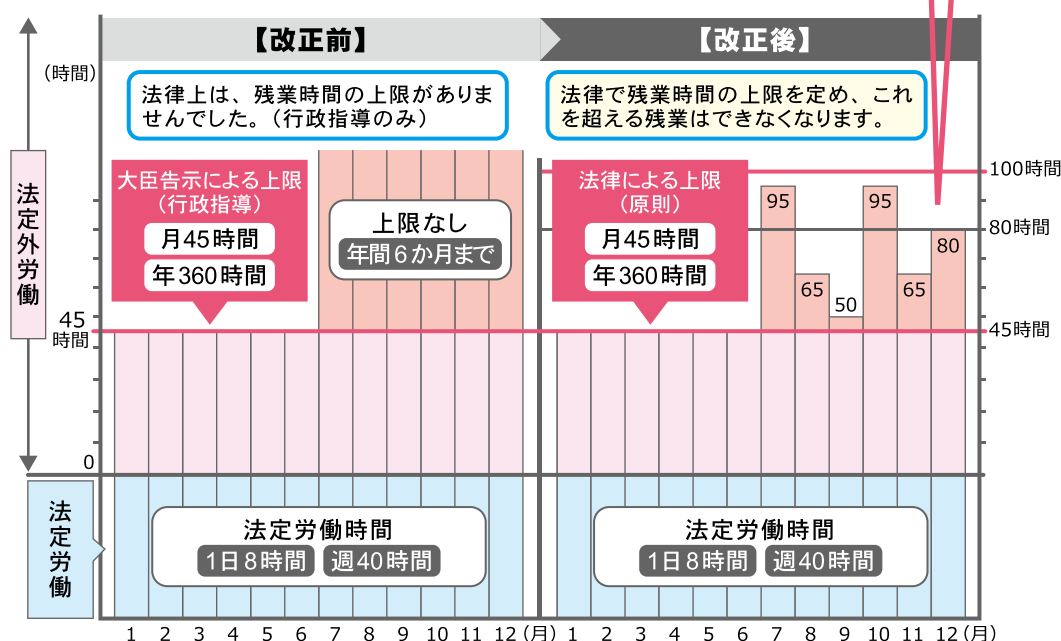 【改正前】
【改正後】
(時間)
法律上は、残業時間の上限がありま
せんでした。(行政指導のみ)
法律で残業時間の上限を定め、これ
を超える残業はできなくなります。
法定外労働
大臣告示による上限
(行政指導)
月45時間
年360時間
上限なし
年間6か月まで
法律による上限
(原則)
月45時間
年360時間
95
65
50
95
65
80
100時間
80時間
45時間
45
時間
0
法定労働
法定労働時間
1日8時間 週40時間
法定労働時間
1日8時間 週40時間
1 2 3 4 5 6 7 8 9 10 11 12 (月)
1 2 3 4 5 6 7 8 9 10 11 12 (月)